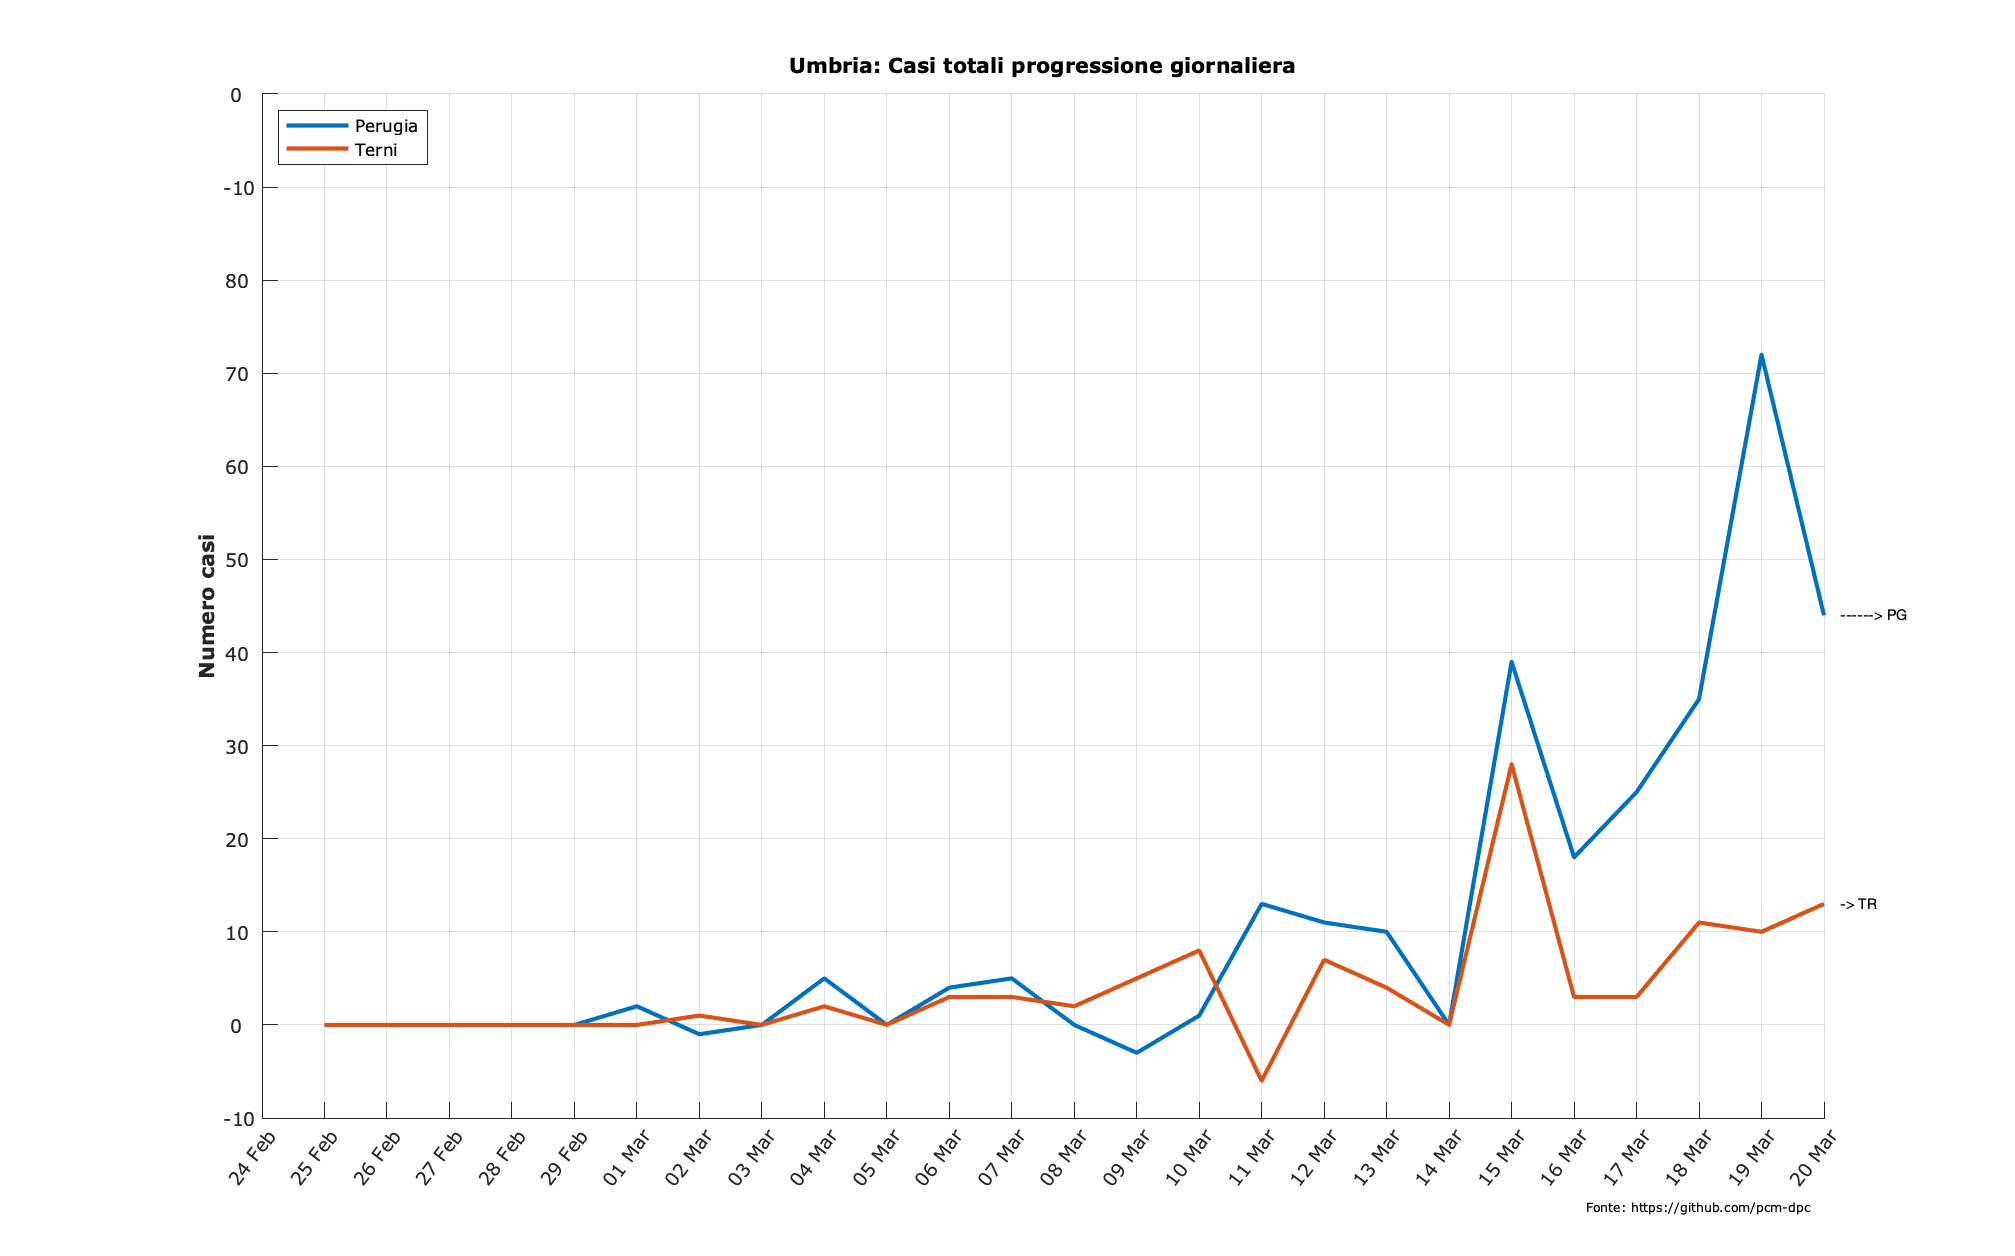 Umbria: Casi totali progressione giornaliera
Perugia
Terni
Numero casi
0
-10
80
70
60
50
40
30
20
10
0
-10
------> PG
-> TR
24 Feb
25 Feb
26 Feb
27 Feb
28 Feb
29 Feb
01 Mar
02 Mar
03 Mar
04 Mar
05 Mar
06 Mar
07 Mar
08 Mar
09 Mar
10 Mar
11 Mar
12 Mar
13 Mar
14 Mar
15 Mar
16 Mar
17 Mar
18 Mar
19 Mar
20 Mar
Fonte: https://github.com/pcm-dpc